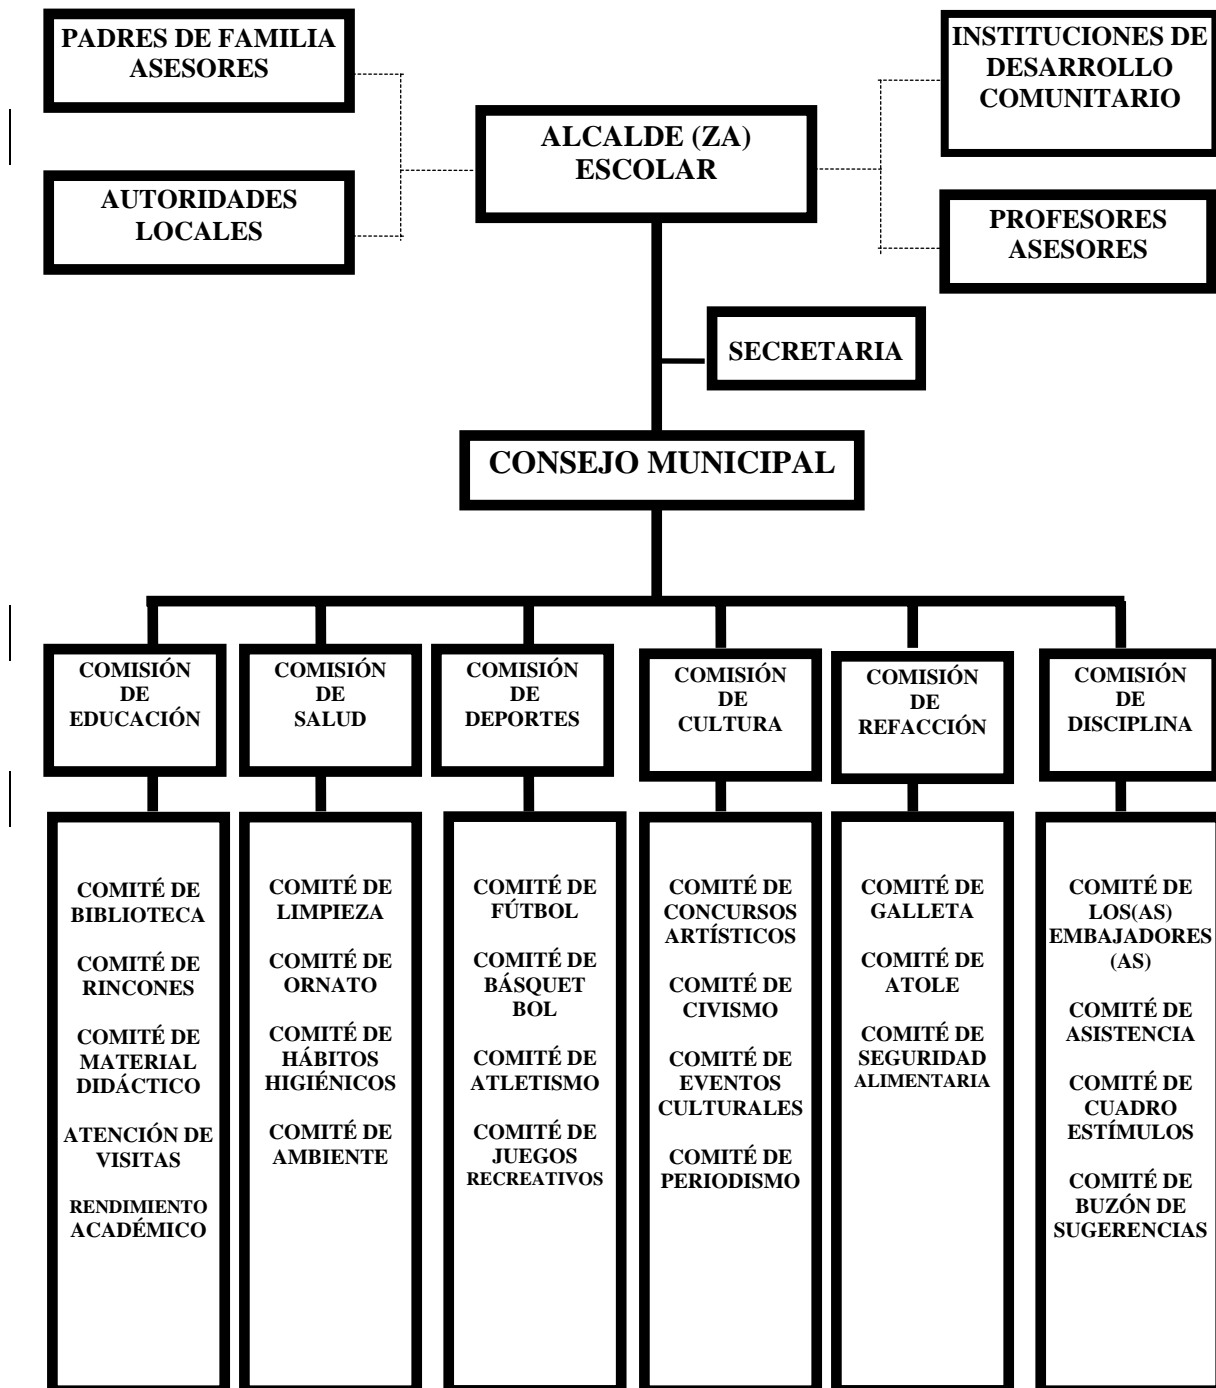 PADRES DE FAMILIA
ASESORES
INSTITUCIONES DE
DESARROLLO
COMUNITARIO
ALCALDE (ZA)
ESCOLAR
AUTORIDADES
LOCALES
PROFESORES
ASESORES
SECRETARIA
CONSEJO MUNICIPAL
COMISIÓN
DE
EDUCACIÓN
COMISIÓN
DE
SALUD
COMISIÓN
DE
DEPORTES
COMISIÓN
DE
CULTURA
COMISIÓN
DE
REFACCIÓN
COMISIÓN
DE
DISCIPLINA
COMITÉ DE
BIBLIOTECA
COMITÉ DE
RINCONES
COMITÉ DE
MATERIAL
DIDÁCTICO
ATENCIÓN DE
VISITAS
RENDIMIENTO
ACADÉMICO
COMITÉ DE
LIMPIEZA
COMITÉ DE
ORNATO
COMITÉ DE
HÁBITOS
HIGIÉNICOS
COMITÉ DE
AMBIENTE
COMITÉ DE
FÚTBOL
COMITÉ DE
BÁSQUET
BOL
COMITÉ DE
ATLETISMO
COMITÉ DE
JUEGOS
RECREATIVOS
COMITÉ DE
CONCURSOS
ARTÍSTICOS
COMITÉ DE
CIVISMO
COMITÉ DE
EVENTOS
CULTURALES
COMITÉ DE
PERIODISMO
COMITÉ DE
GALLETA
COMITÉ DE
ATOLE
COMITÉ DE
SEGURIDAD
ALIMENTARIA
COMITÉ DE
LOS(AS)
EMBAJADORES
(AS)
COMITÉ DE
ASISTENCIA
COMITÉ DE
CUADRO
ESTÍMULOS
COMITÉ DE
BUZÓN DE
SUGERENCIAS